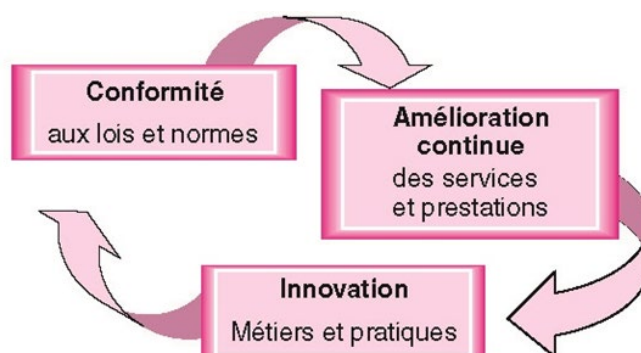 Conformité
aux lois et normes
Amélioration
continue
des services
et prestations
Innovation
Métiers et pratiques